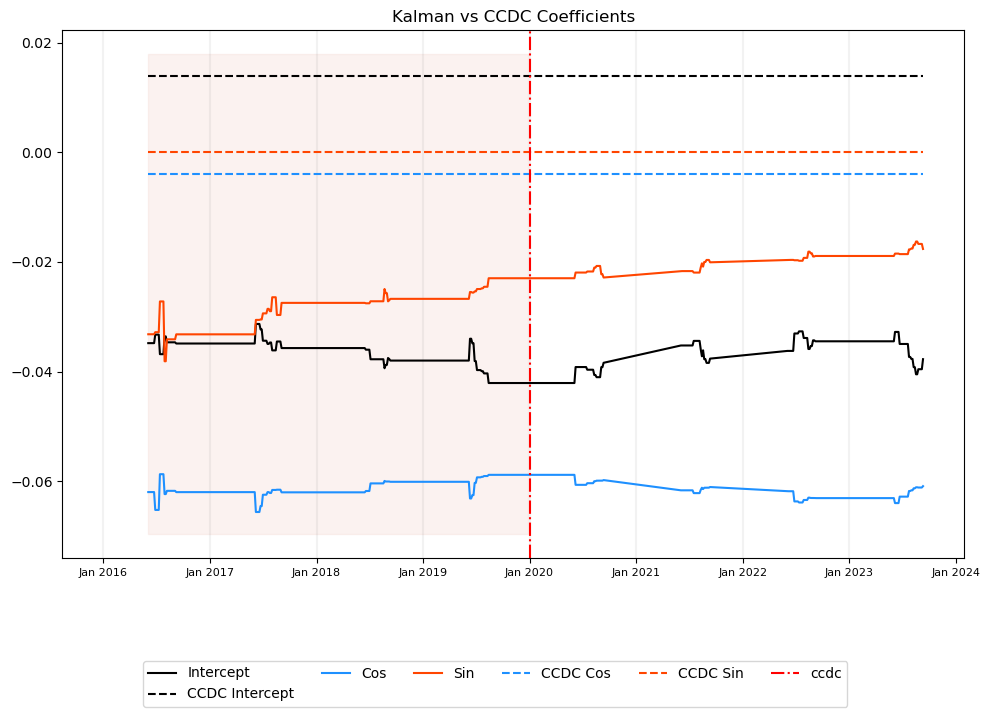 Kalman vs CCDC Coefficients
0.02
0.00
−0.02
−0.04
−0.06
Jan 2016 Jan 2017 Jan 2018 Jan 2019 Jan 2020 Jan 2021 Jan 2022 Jan 2023 Jan 2024
Intercept Cos Sin CCDC Cos CCDC Sin ccdc
CCDC Intercept